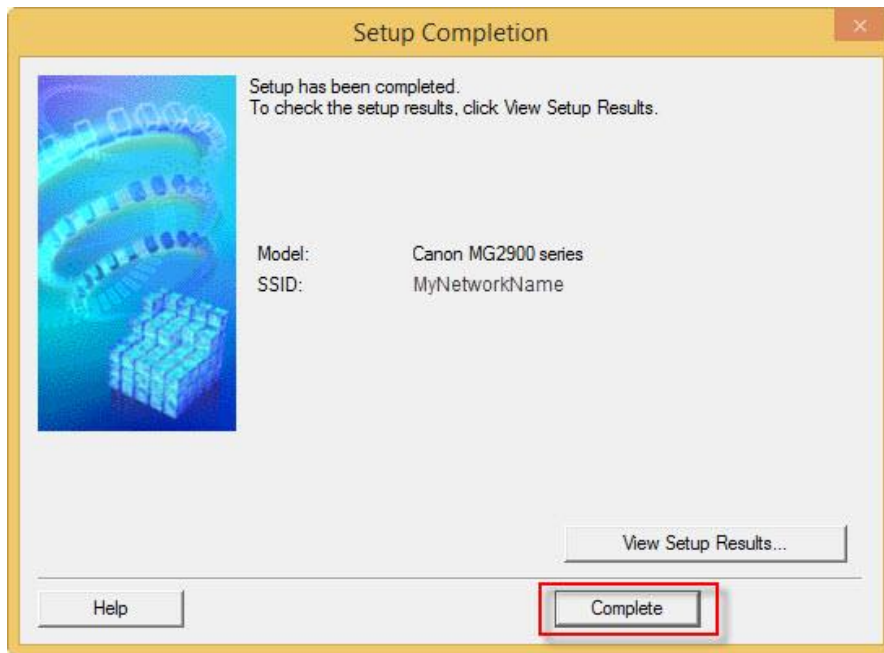 Setup Completion
Setup has been completed.
To check the setup results, click View Setup Results.
Model: Canon MG2900 series
SSID: MyNetworkName
View Setup Results...
Help Complete